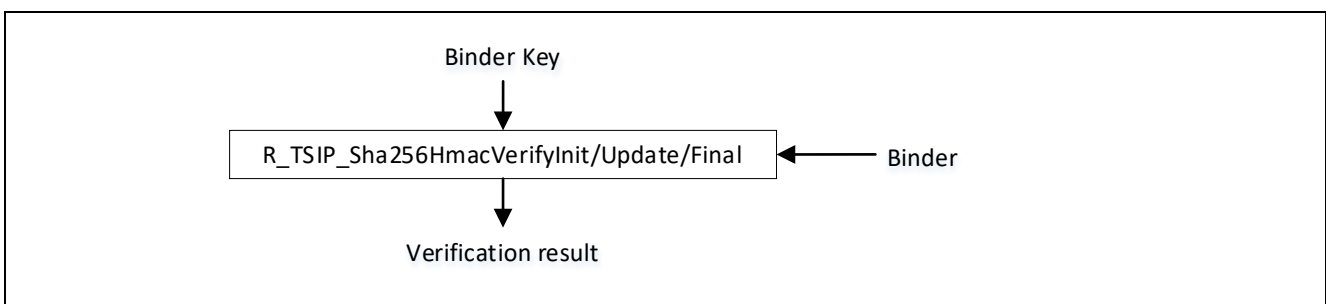 Binder Key
R_TSIP_Sha256HmacVerifyInit/Update/Final
Binder
Verification result